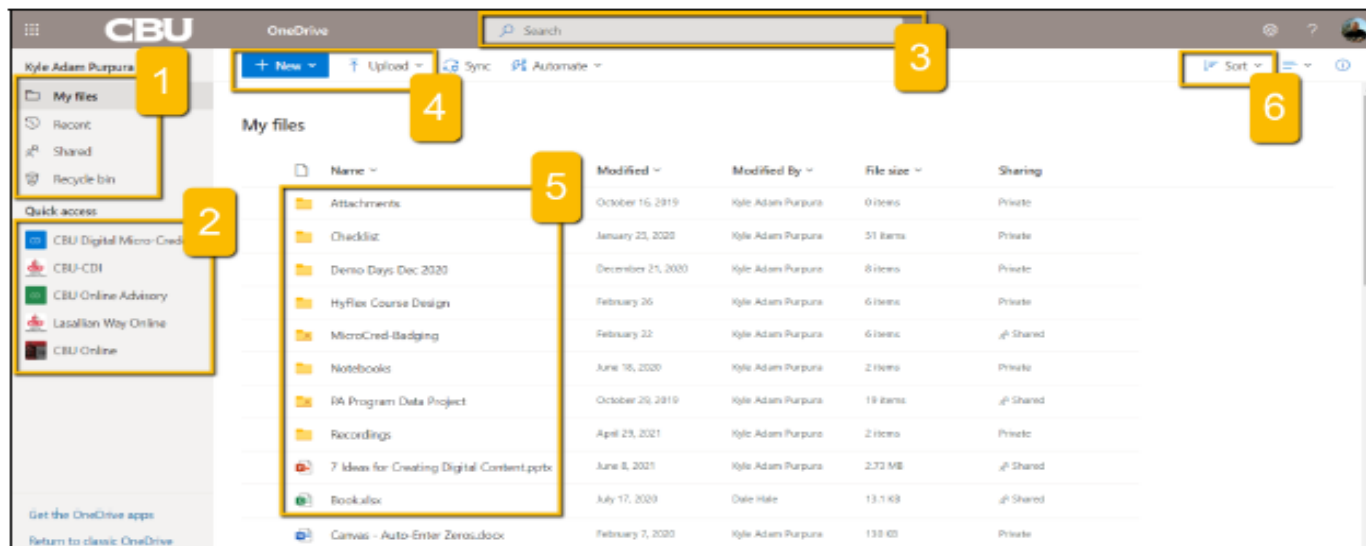 CBU OneDrive Search 3 ?
Kyle Adam Purpura 1 + New Upload Sync Automate 4 Sort 6
My files
Recent
Shared
Recycle bin
Quick access 2
CBU Digital Micro-Crede
CBU-CDI
CBU Online Advisory
Lasallian Way Online
CBU Online
Get the OneDrive apps
Return to classic OneDrive
My files
Name Modified Modified By File size Sharing
5
Attachments October 16, 2019 Kyle Adam Purpura 0 items Private
Checklist January 23, 2020 Kyle Adam Purpura 51 items Private
Demo Days Dec 2020 December 21, 2020 Kyle Adam Purpura 8 items Private
HyFlex Course Design February 26 Kyle Adam Purpura 6 items Private
MicroCred-Badging February 22 Kyle Adam Purpura 6 items Shared
Notebooks June 18, 2020 Kyle Adam Purpura 2 items Private
PA Program Data Project October 29, 2019 Kyle Adam Purpura 19 items Shared
Recordings April 29, 2021 Kyle Adam Purpura 2 items Private
7 Ideas for Creating Digital Content.pptx June 8, 2021 Kyle Adam Purpura 2.73 MB Shared
Book.xlsx July 17, 2020 Dale Hale 13.1 KB Shared
Canvas - Auto-Enter Zeros.docx February 7, 2020 Kyle Adam Purpura KB Private